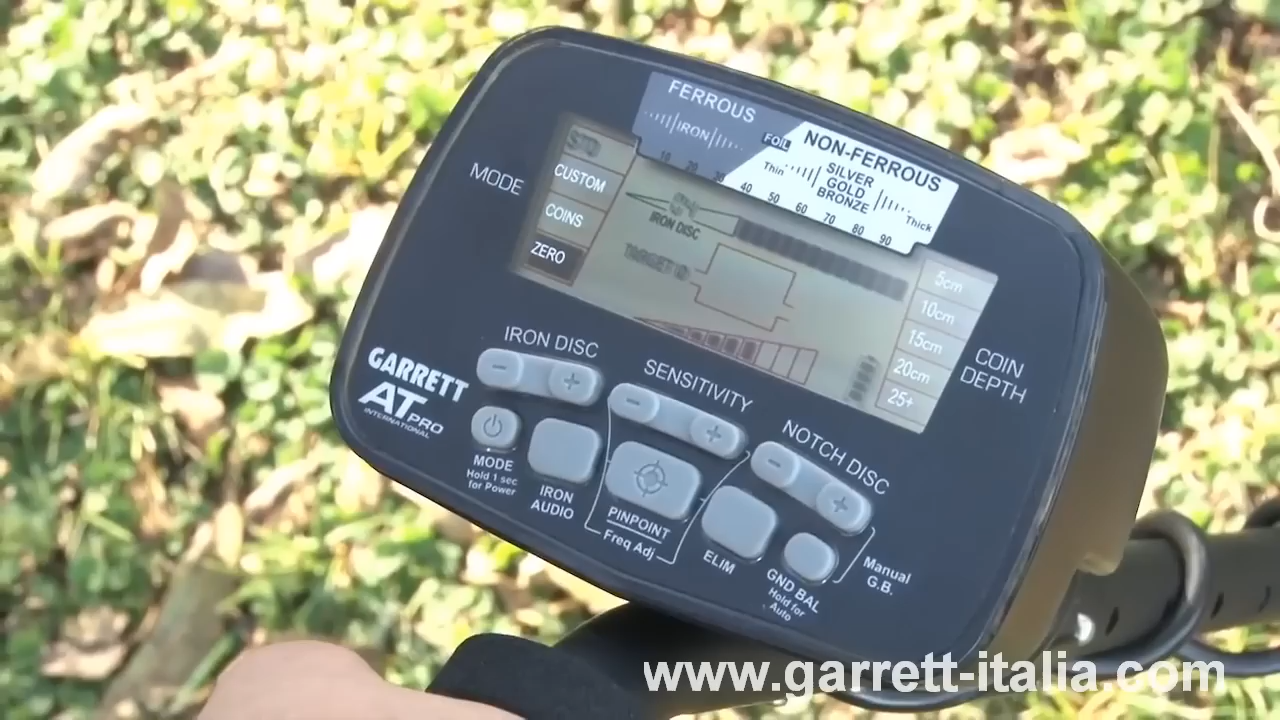 FERROUS
IRON
FOIL
10 20 30 40 50 60 70 80 90
NON-FERROUS
Thin
SILVER
GOLD
BRONZE
Thick
MODE
STD
CUSTOM
COINS
ZERO
IRON DISC
TARGET ID
5cm
10cm
15cm
20cm
25+
COIN
DEPTH
GARRETT
AT PRO
INTERNATIONAL
IRON DISC
SENSITIVITY
NOTCH DISC
MODE
Hold 1 sec
for Power
IRON
AUDIO
PINPOINT
Freq Adj
ELIM
GND BAL
Hold for
Auto
Manual
G.B.
www.garrett-italia.com